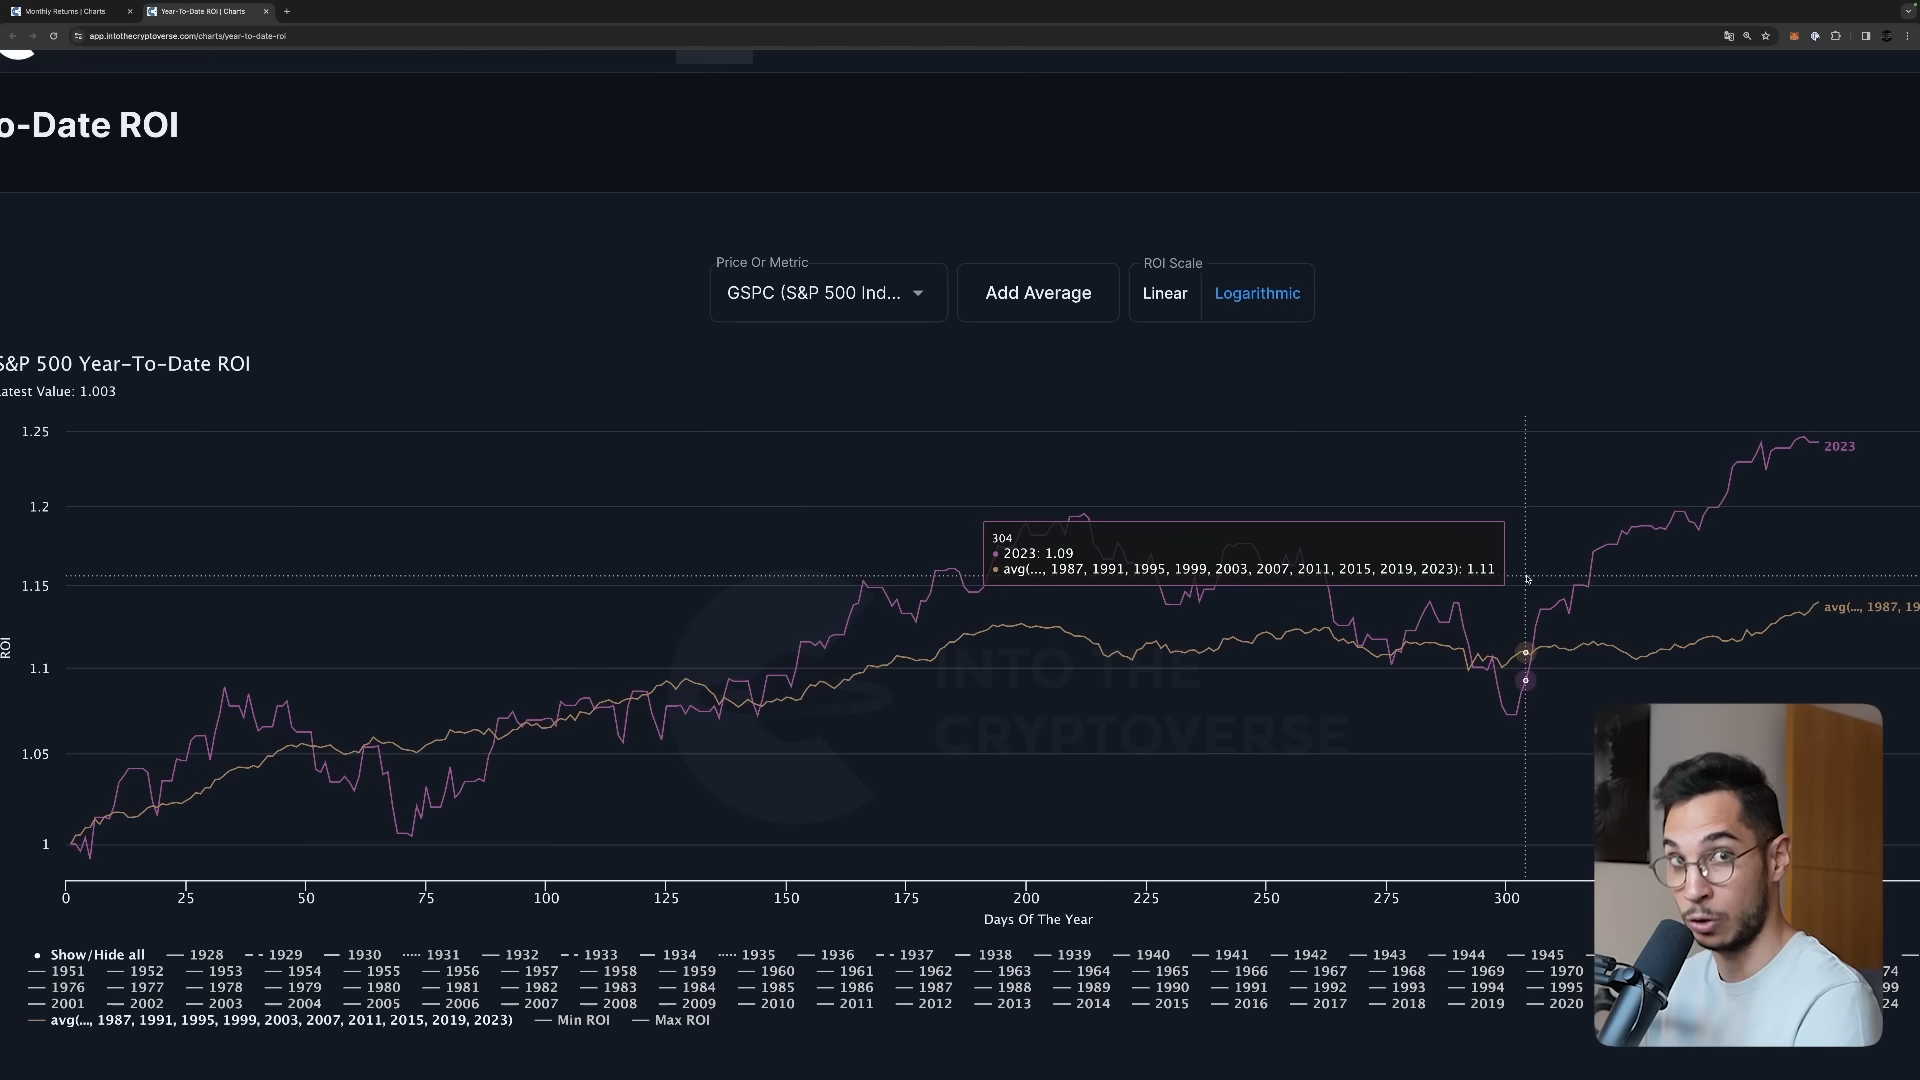 Monthly Returns | Charts
Year-To-Date ROI | Charts
app.intothecryptoverse.com/charts/year-to-date-roi
o-Date ROI
Price Or Metric
GSPC (S&P 500 Ind...
Add Average
ROI Scale
Linear
Logarithmic
S&P 500 Year-To-Date ROI
atest Value: 1.003
1.25
1.2
1.15
1.1
1.05
1
ROI
2023
304
2023: 1.09
avg(..., 1987, 1991, 1995, 1999, 2003, 2007, 2011, 2015, 2019, 2023): 1.11
avg(..., 1987, 19
INTO THE
CRYPTOVERSE
0 25 50 75 100 125 150 175 200 225 250 275 300
Days Of The Year
Show/Hide all 1928 1929 1930 1931 1932 1933 1934 1935 1936 1937 1938 1939 1940 1941 1942 1943 1944 1945
1951 1952 1953 1954 1955 1956 1957 1958 1959 1960 1961 1962 1963 1964 1965 1966 1967 1968 1969 1970 74
1976 1977 1978 1979 1980 1981 1982 1983 1984 1985 1986 1987 1988 1989 1990 1991 1992 1993 1994 1995 99
2001 2002 2003 2004 2005 2006 2007 2008 2009 2010 2011 2012 2013 2014 2015 2016 2017 2018 2019 2020 24
avg(..., 1987, 1991, 1995, 1999, 2003, 2007, 2011, 2015, 2019, 2023) Min ROI Max ROI